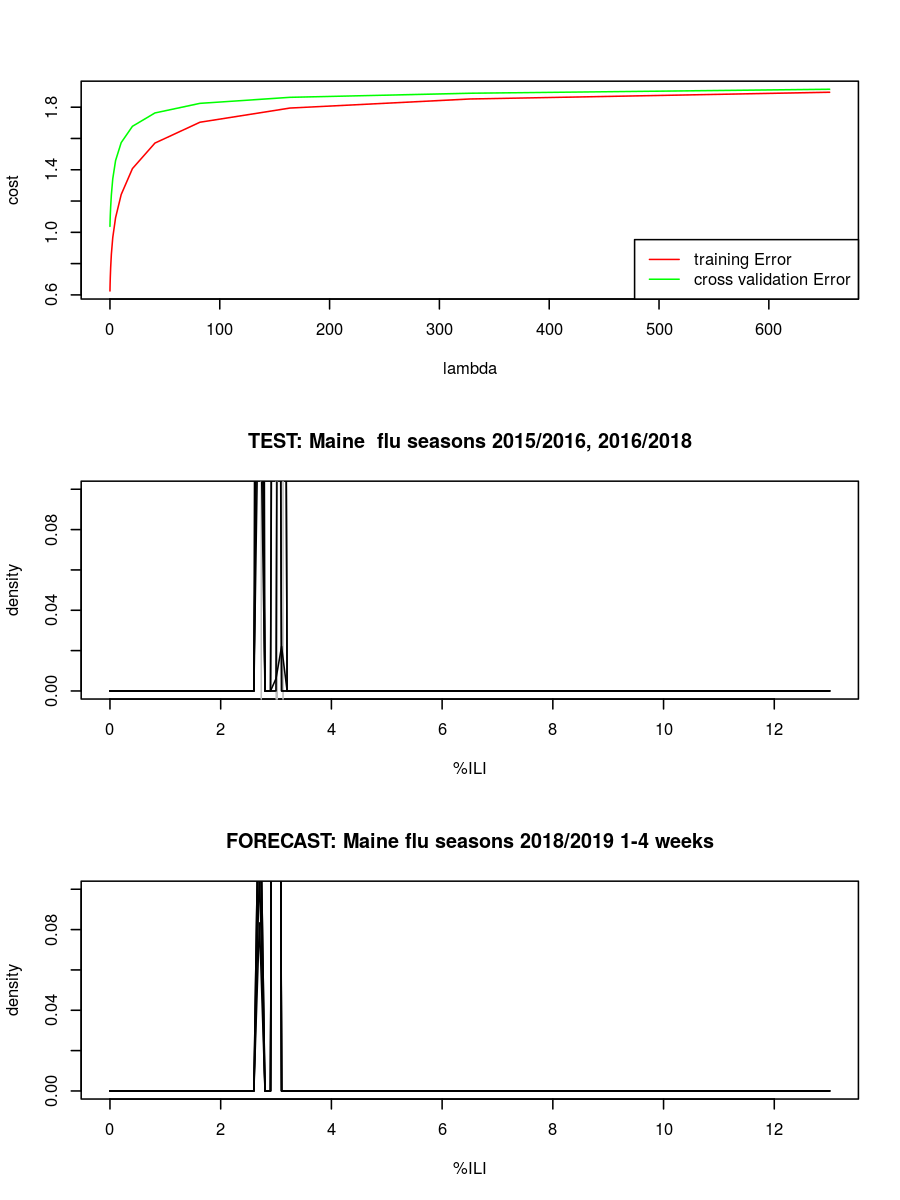 cost
0.6 1.0 1.4 1.8
training Error
cross validation Error
0 100 200 300 400 500 600
lambda
TEST: Maine  flu seasons 2015/2016, 2016/2018
density
0.00 0.04 0.08
0 2 4 6 8 10 12
%ILI
FORECAST: Maine flu seasons 2018/2019 1-4 weeks
density
0.00 0.04 0.08
0 2 4 6 8 10 12
%ILI